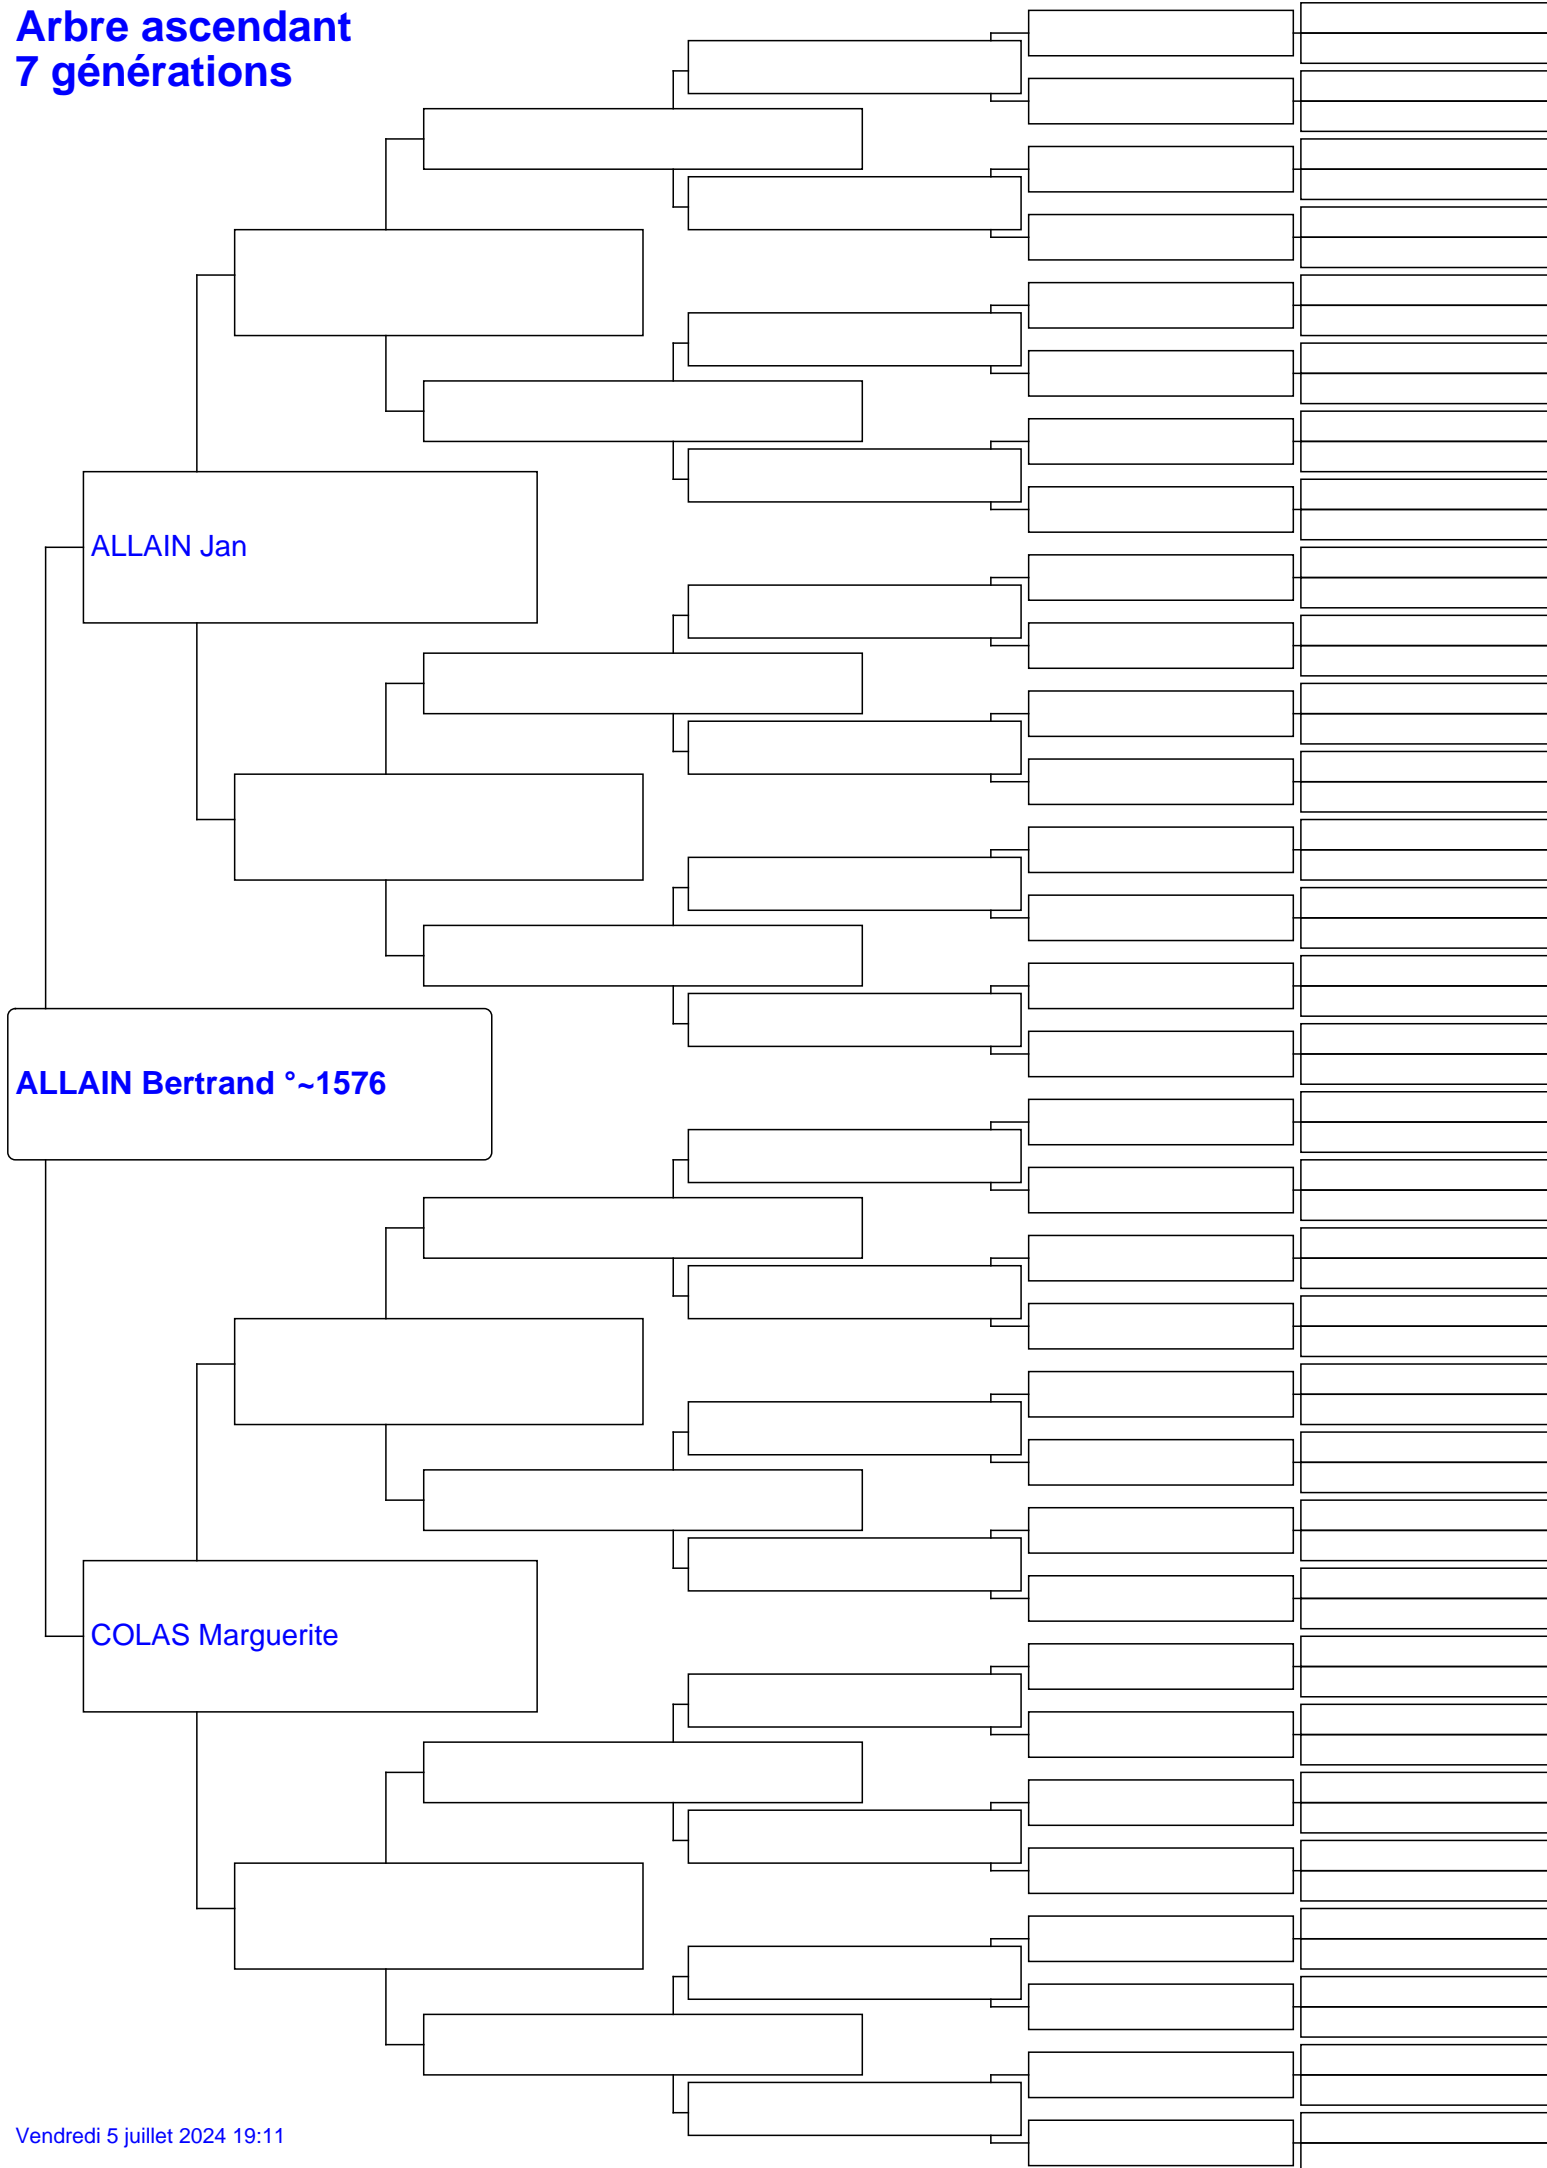 Arbre ascendant
7 générations
ALLAIN Jan
ALLAIN Bertrand °~1576
COLAS Marguerite
Vendredi 5 juillet 2024 19:11